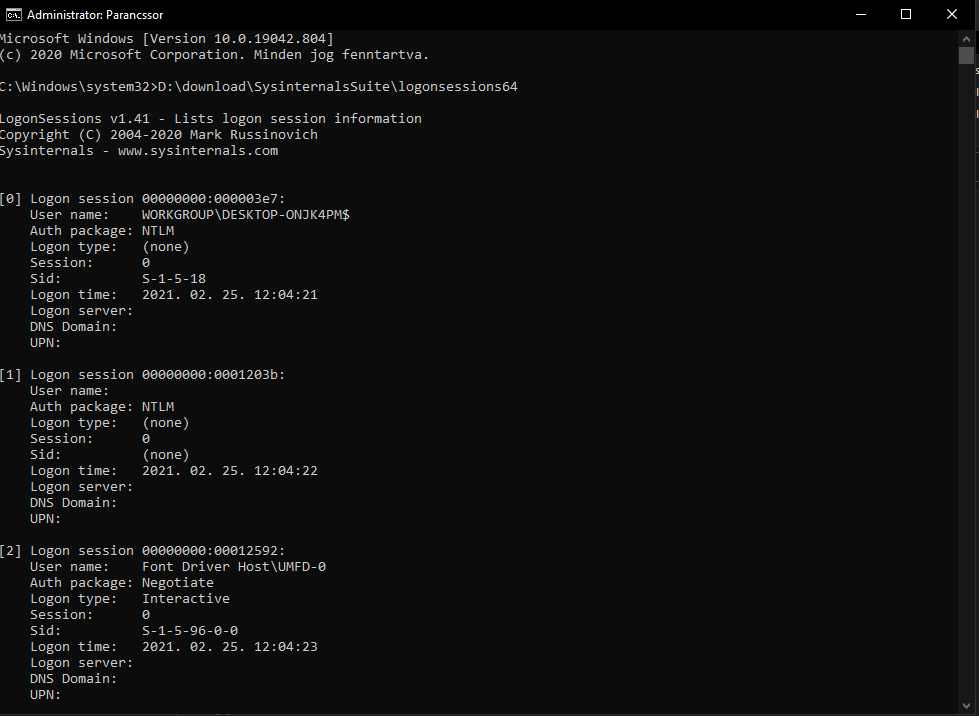 Administrator: Parancssor
Microsoft Windows [Version 10.0.19042.804]
(c) 2020 Microsoft Corporation. Minden jog fenntartva.
C:\Windows\system32>D:\download\SysinternalsSuite\logonsessions64
LogonSessions v1.41 - Lists logon session information
Copyright (C) 2004-2020 Mark Russinovich
Sysinternals - www.sysinternals.com
[0] Logon session 00000000:000003e7:
User name:    WORKGROUP\DESKTOP-ONJK4PM$
Auth package: NTLM
Logon type:   (none)
Session:      0
Sid:          S-1-5-18
Logon time:   2021. 02. 25. 12:04:21
Logon server:
DNS Domain:
UPN:
[1] Logon session 00000000:0001203b:
User name:
Auth package: NTLM
Logon type:   (none)
Session:      0
Sid:          (none)
Logon time:   2021. 02. 25. 12:04:22
Logon server:
DNS Domain:
UPN:
[2] Logon session 00000000:00012592:
User name:    Font Driver Host\UMFD-0
Auth package: Negotiate
Logon type:   Interactive
Session:      0
Sid:          S-1-5-96-0-0
Logon time:   2021. 02. 25. 12:04:23
Logon server:
DNS Domain:
UPN: